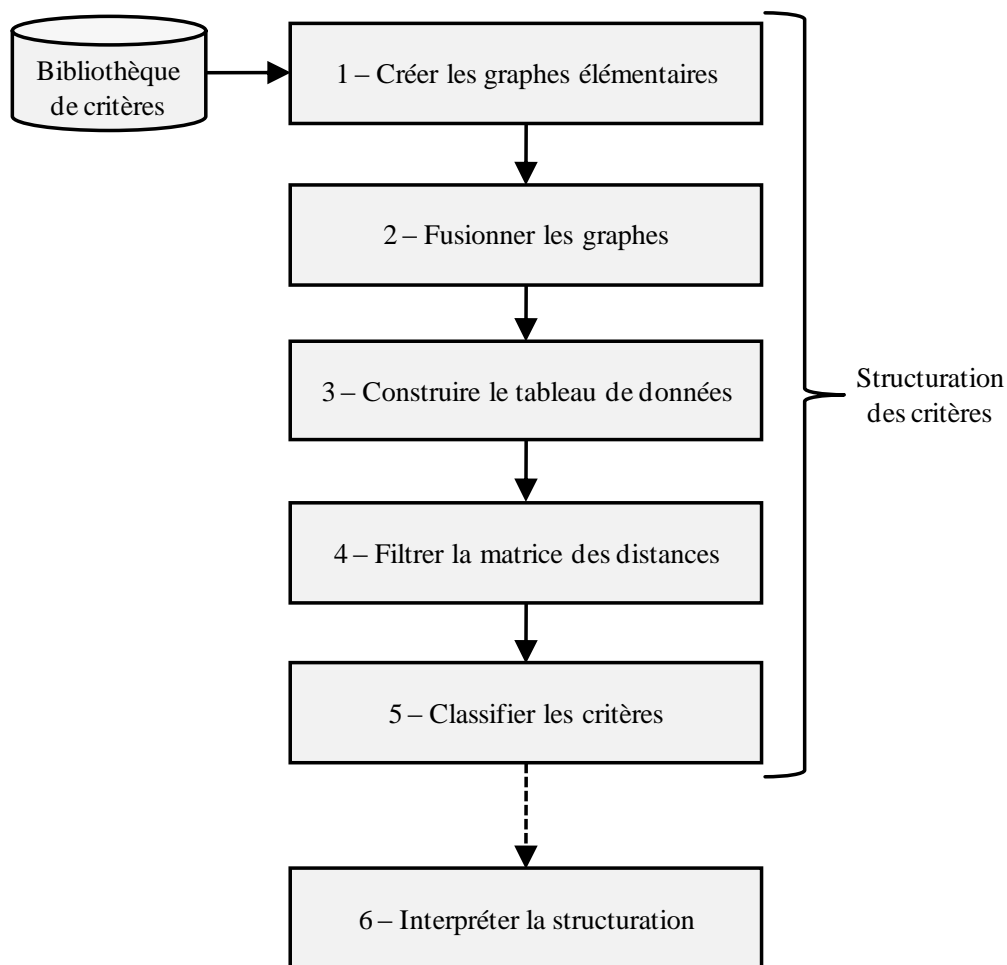 Bibliothèque
de critères
1 – Créer les graphes élémentaires
2 – Fusionner les graphes
3 – Construire le tableau de données
Structuration
des critères
4 – Filtrer la matrice des distances
5 – Classifier les critères
6 – Interpréter la structuration